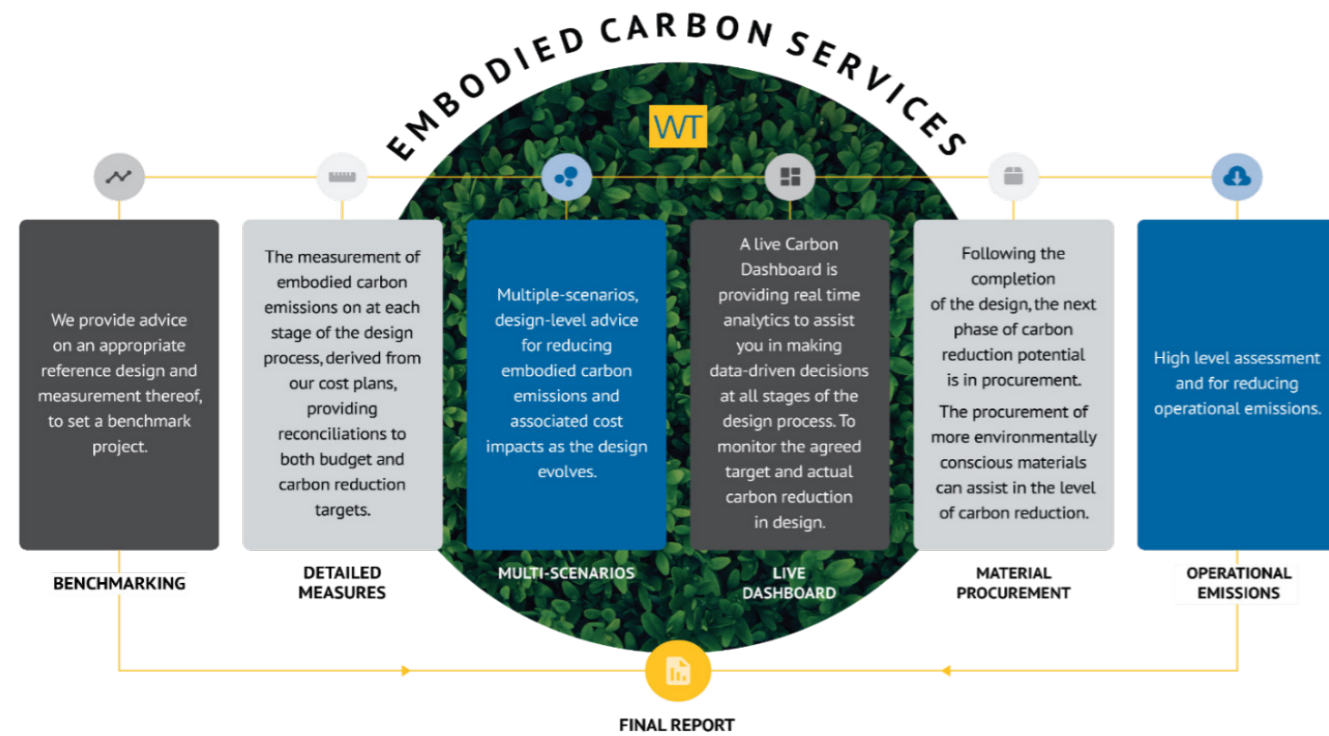 EMBODIED CARBON SERVICES
WT
We provide advice
on an appropriate
reference design and
measurement thereof,
to set a benchmark
project.
BENCHMARKING
The measurement of
embodied carbon
emissions on at each
stage of the design
process, derived from
our cost plans,
providing
reconciliations to
both budget and
carbon reduction
targets.
DETAILED
MEASURES
Multiple-scenarios,
design-level advice
for reducing
embodied carbon
emissions and
associated cost
impacts as the design
evolves.
MULTI-SCENARIOS
A live Carbon
Dashboard is
providing real time
analytics to assist
you in making
data-driven decisions
at all stages of the
design process. To
monitor the agreed
target and actual
carbon reduction
in design.
LIVE
DASHBOARD
Following the
completion
of the design, the next
phase of carbon
reduction potential
is in procurement.
The procurement of
more environmentally
conscious materials
can assist in the level
of carbon reduction.
MATERIAL
PROCUREMENT
High level assessment
and for reducing
operational emissions.
OPERATIONAL
EMISSIONS
FINAL REPORT